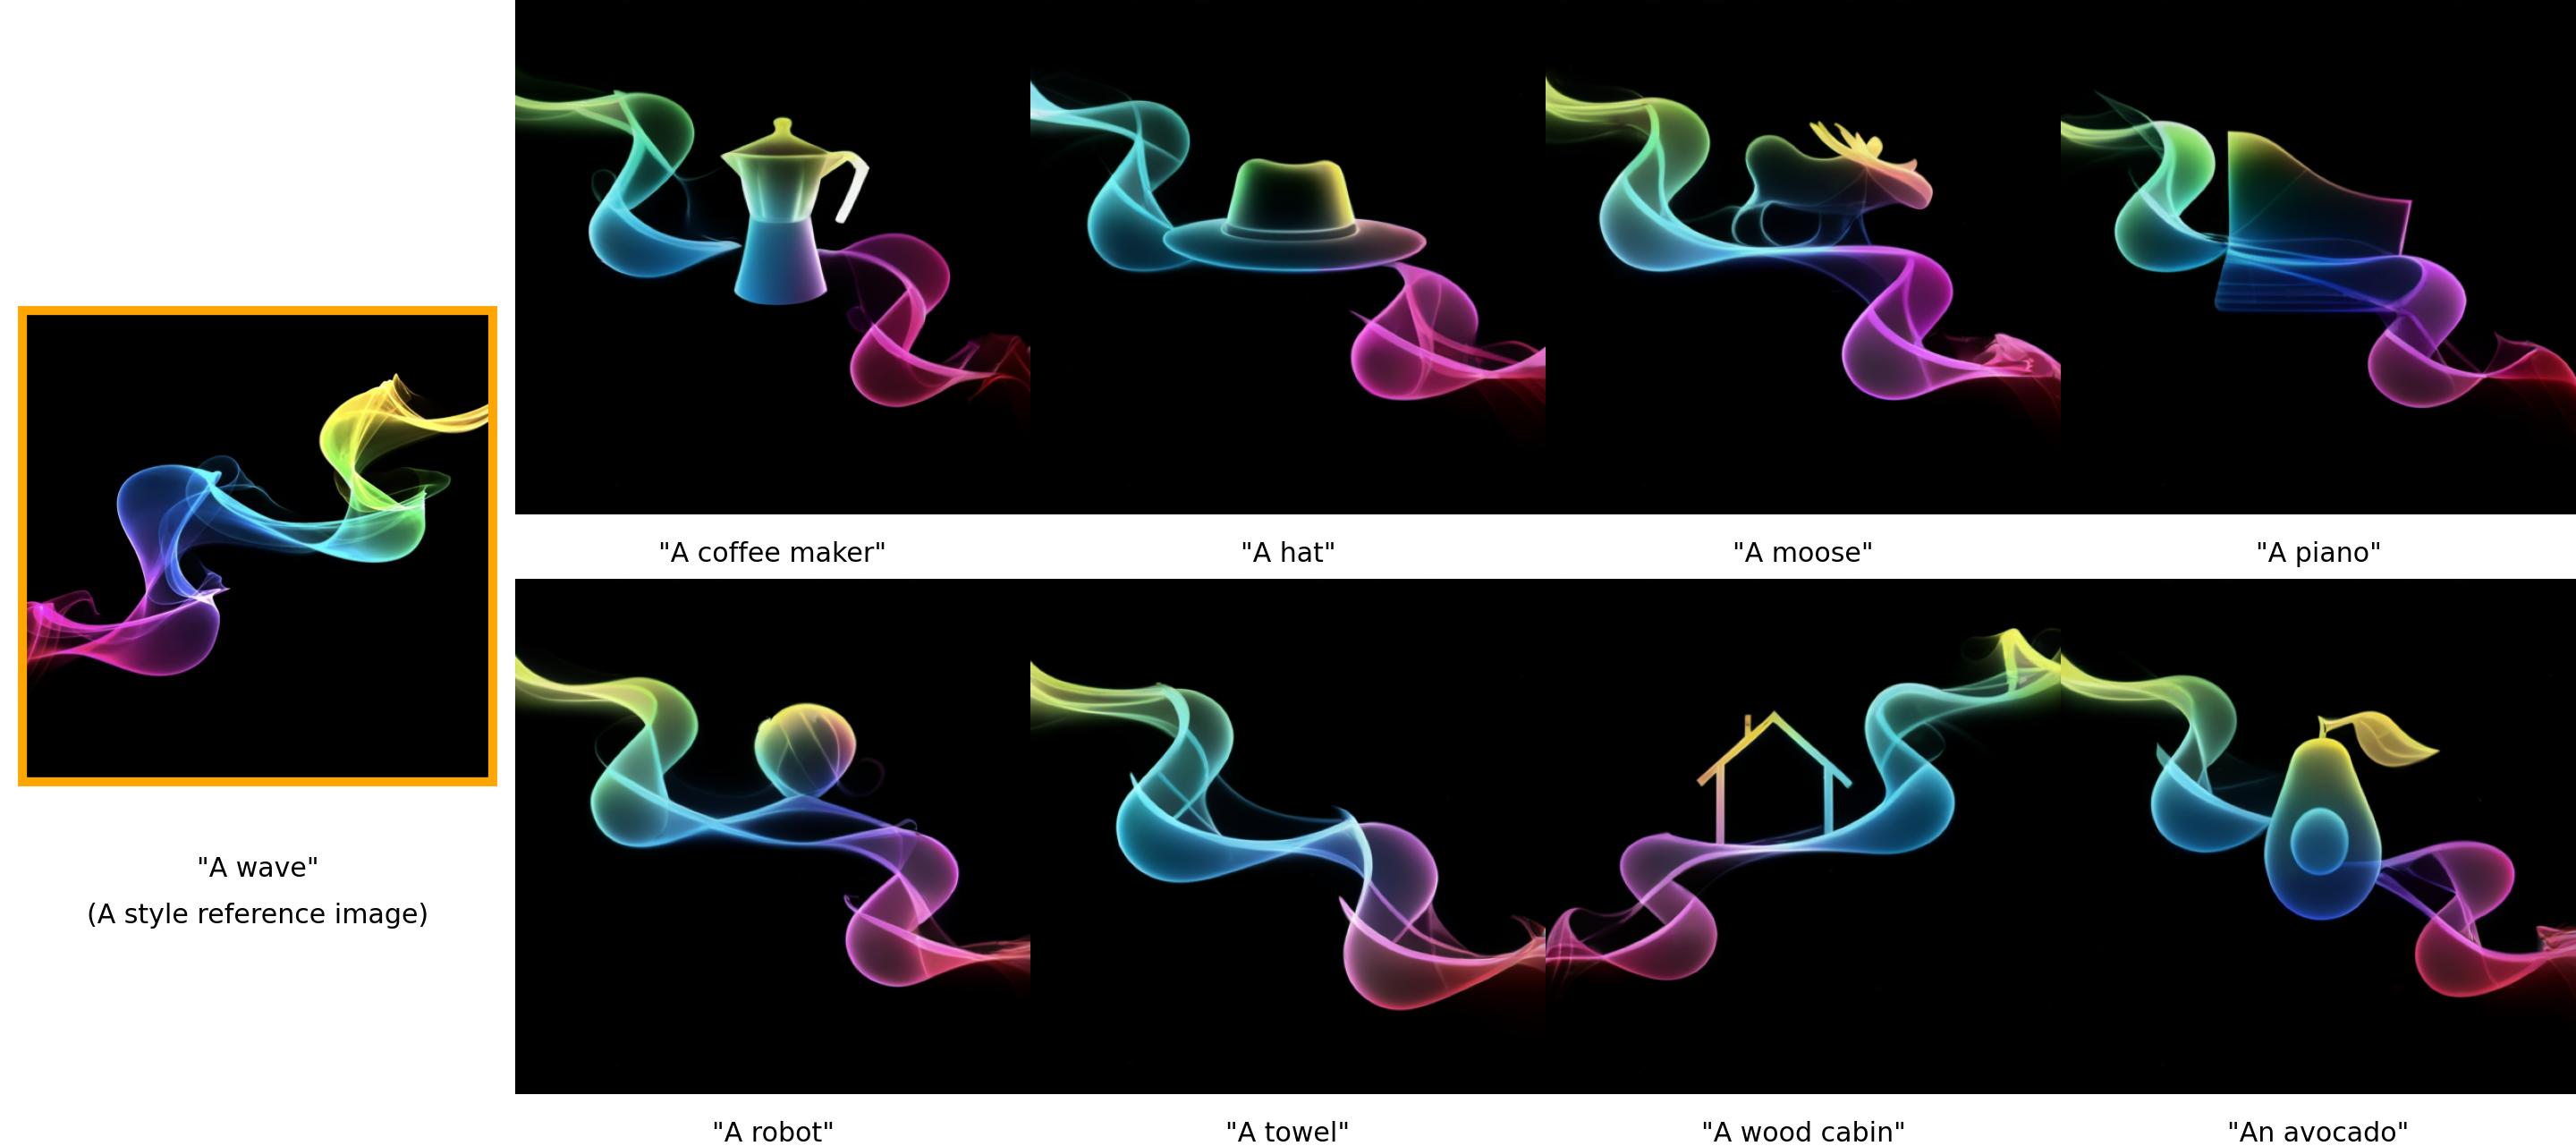 "A wave"
(A style reference image)
"A coffee maker"
"A hat"
"A moose"
"A piano"
"A robot"
"A towel"
"A wood cabin"
"An avocado"